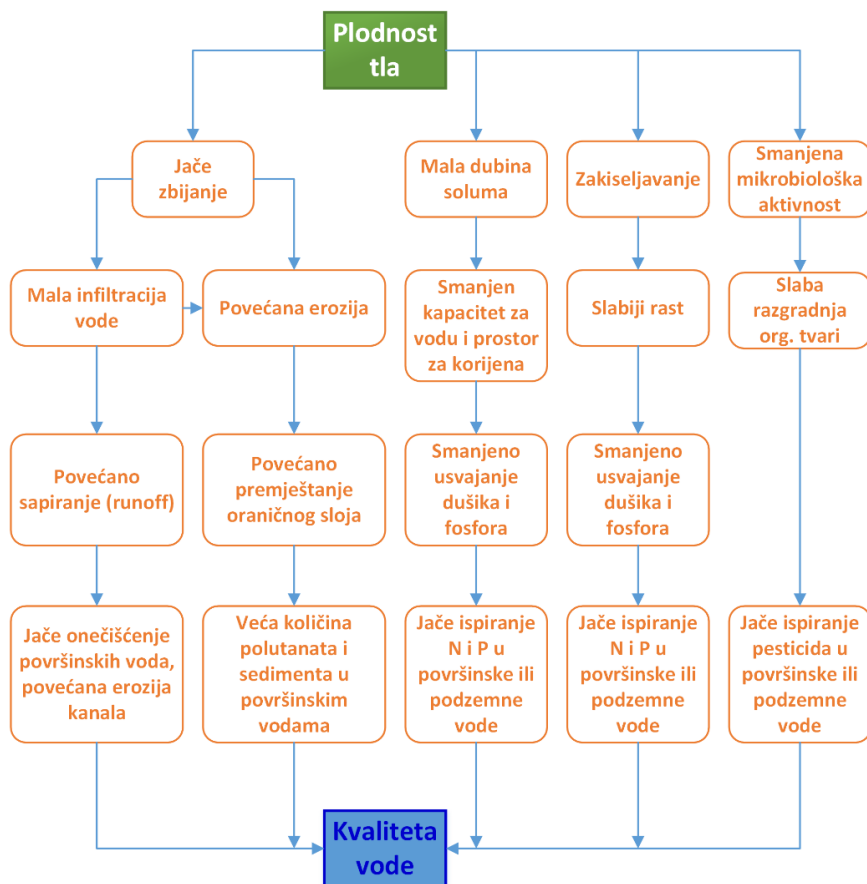 Plodnost
tla
Jače
zbijanje
Mala dubina
soluma
Zakiseljavanje
Smanjena
mikrobiološka
aktivnost
Mala infiltracija
vode
Povećana erozija
Smanjen
kapacitet za
vodu i prostor
za korijena
Slabiji rast
Slaba
razgradnja
org. tvari
Povećano
sapiranje (runoff)
Povećano
premještanje
oraničnog sloja
Smanjeno
usvajanje
dušika i
fosfora
Smanjeno
usvajanje
dušika i
fosfora
Jače onečišćenje
površinskih voda,
povećana erozija
kanala
Veća količina
polutanata i
sedimenta u
površinskim
vodama
Jače ispiranje
N i P u
površinske ili
podzemne
vode
Jače ispiranje
N i P u
površinske ili
podzemne
vode
Jače ispiranje
pesticida u
površinske ili
podzemne
vode
Kvaliteta
vode